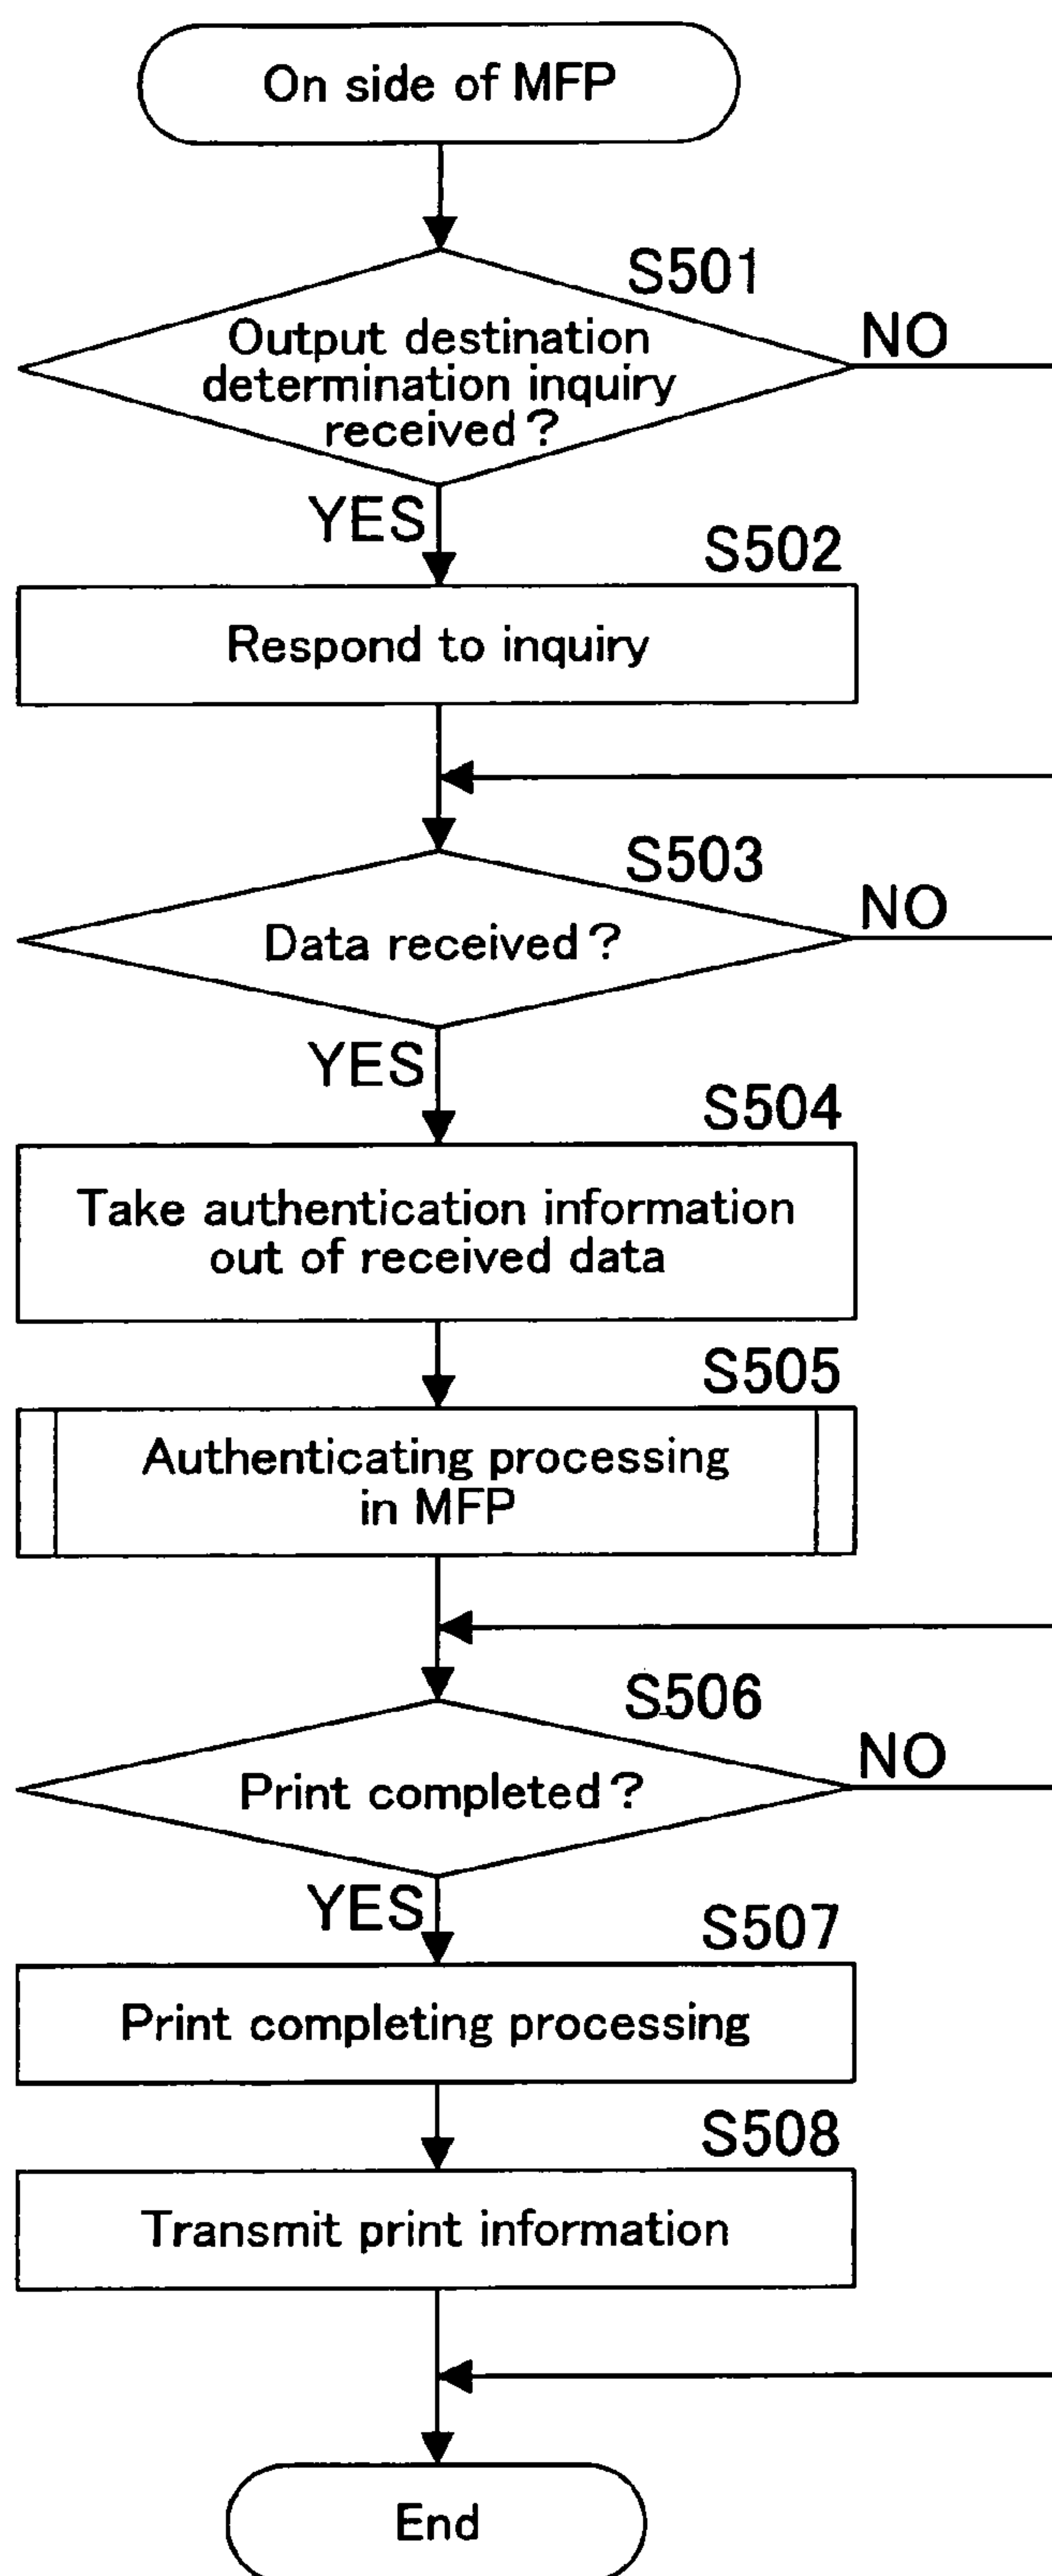 On side of MFP
S501
Output destination
determination inquiry
received?
NO
YES
S502
Respond to inquiry
S503
Data received?
NO
YES
S504
Take authentication information
out of received data
S505
Authenticating processing
in MFP
S506
Print completed?
NO
YES
S507
Print completing processing
S508
Transmit print information
End